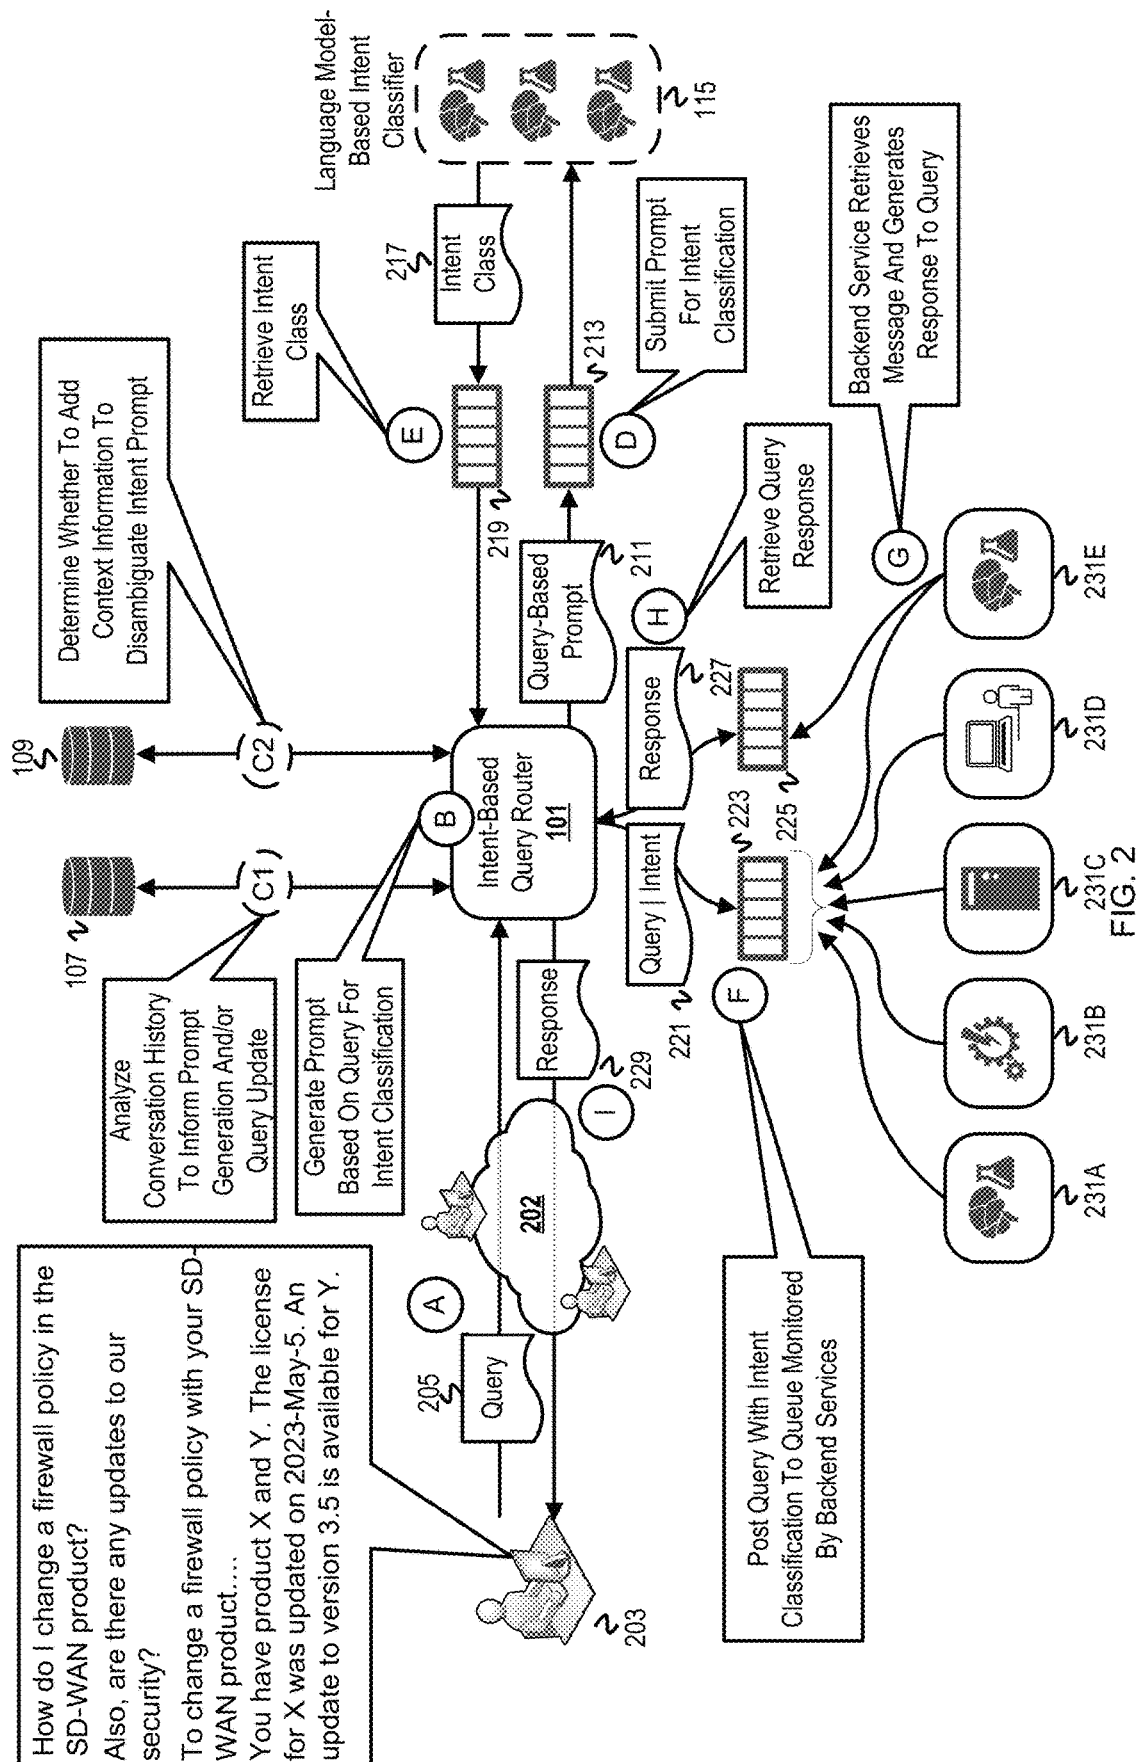 How do I change a firewall policy in the
SD-WAN product?
Also, are there any updates to our
security?
To change a firewall policy with your SD-
WAN product....
You have product X and Y. The license
for X was updated on 2023-May-5. An
update to version 3.5 is available for Y.
203
205
Query
A
202
I
229
Response
Analyze
Conversation History
To Inform Prompt
Generation And/or
Query Update
107
C1
Generate Prompt
Based On Query For
Intent Classification
B
Intent-Based
Query Router
101
109
C2
Determine Whether To Add
Context Information To
Disambiguate Intent Prompt
Retrieve Intent
Class
E
219
217
Intent
Class
Language Model-
Based Intent
Classifier
115
Query-Based
Prompt
211
213
D
Submit Prompt
For Intent
Classification
Query | Intent
221
223
F
Post Query With Intent
Classification To Queue Monitored
By Backend Services
Response
227
225
H
Retrieve Query
Response
G
Backend Service Retrieves
Message And Generates
Response To Query
231A
231B
231C
231D
231E
FIG. 2